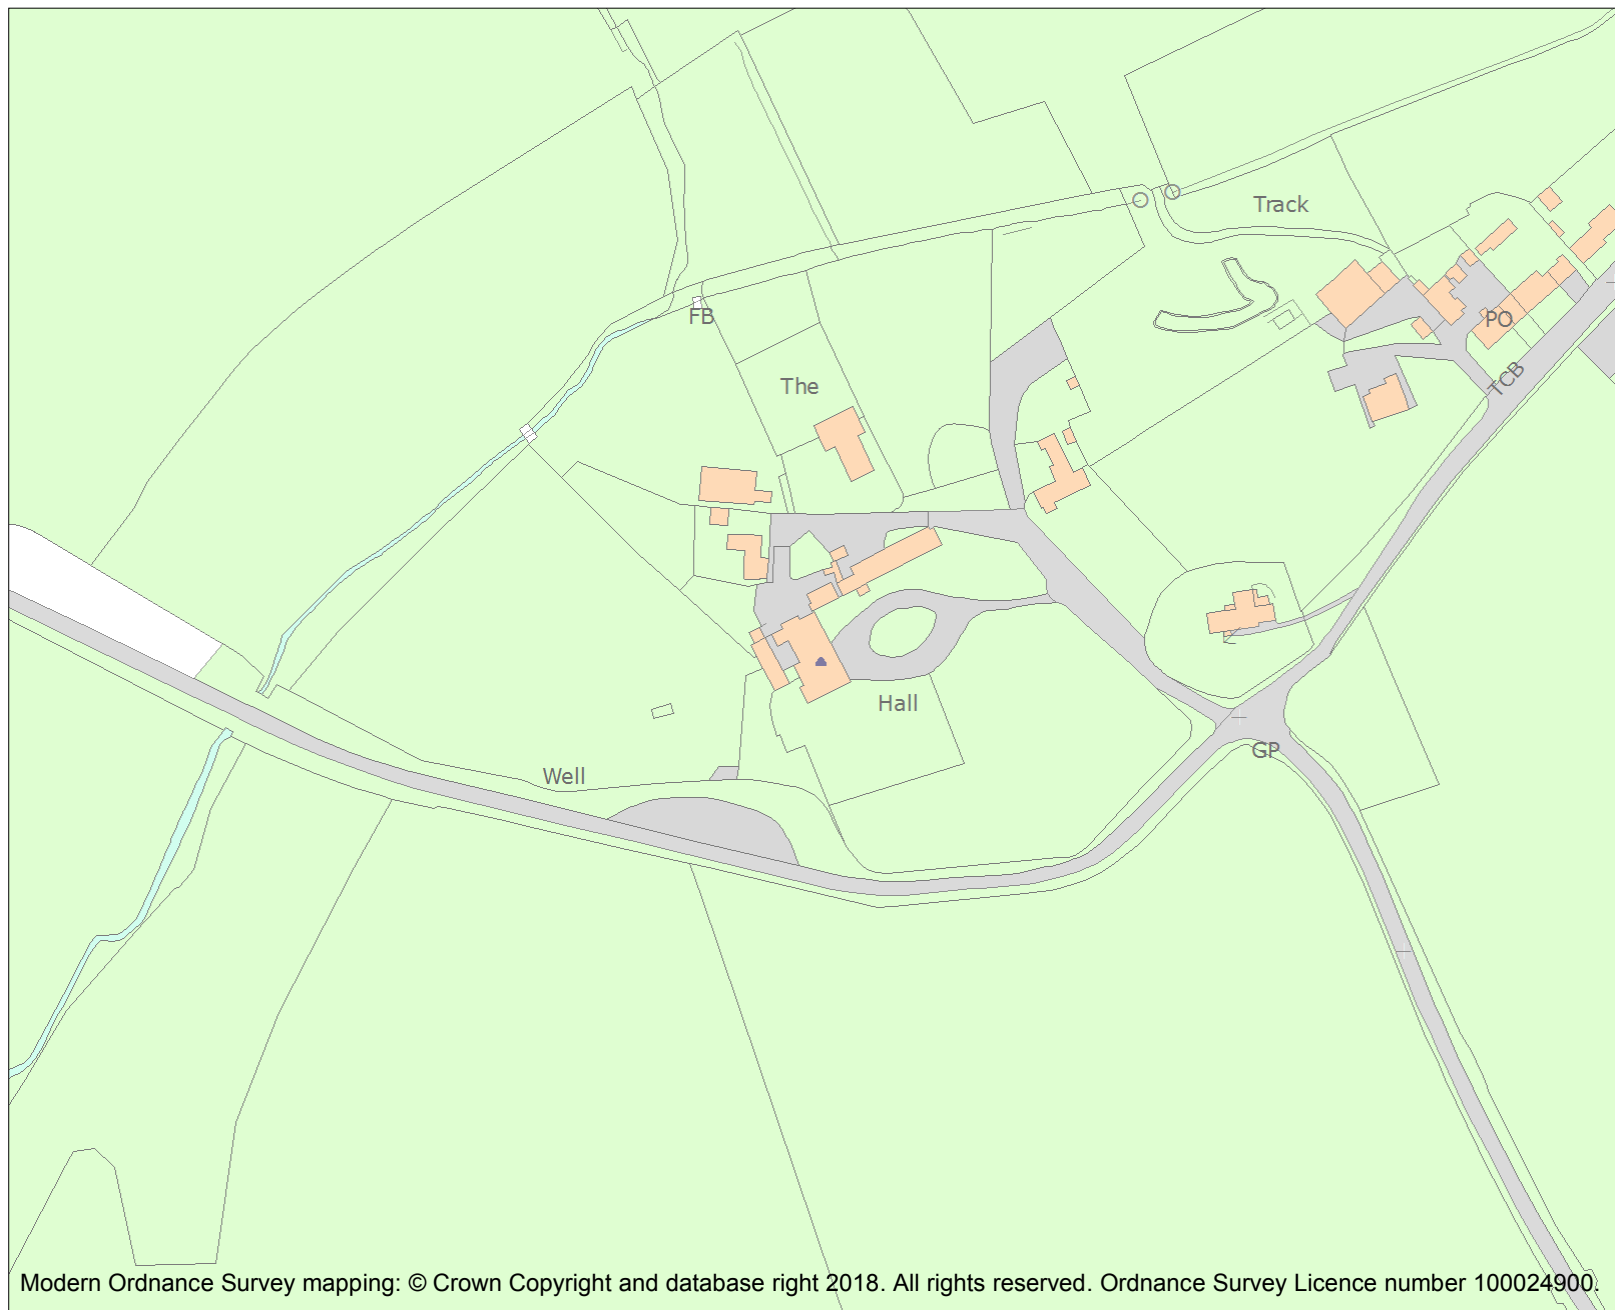 Track
FB
PO
TCB
The
Hall
GP
Well
Modern Ordnance Survey mapping: © Crown Copyright and database right 2018. All rights reserved. Ordnance Survey Licence number 100024900.